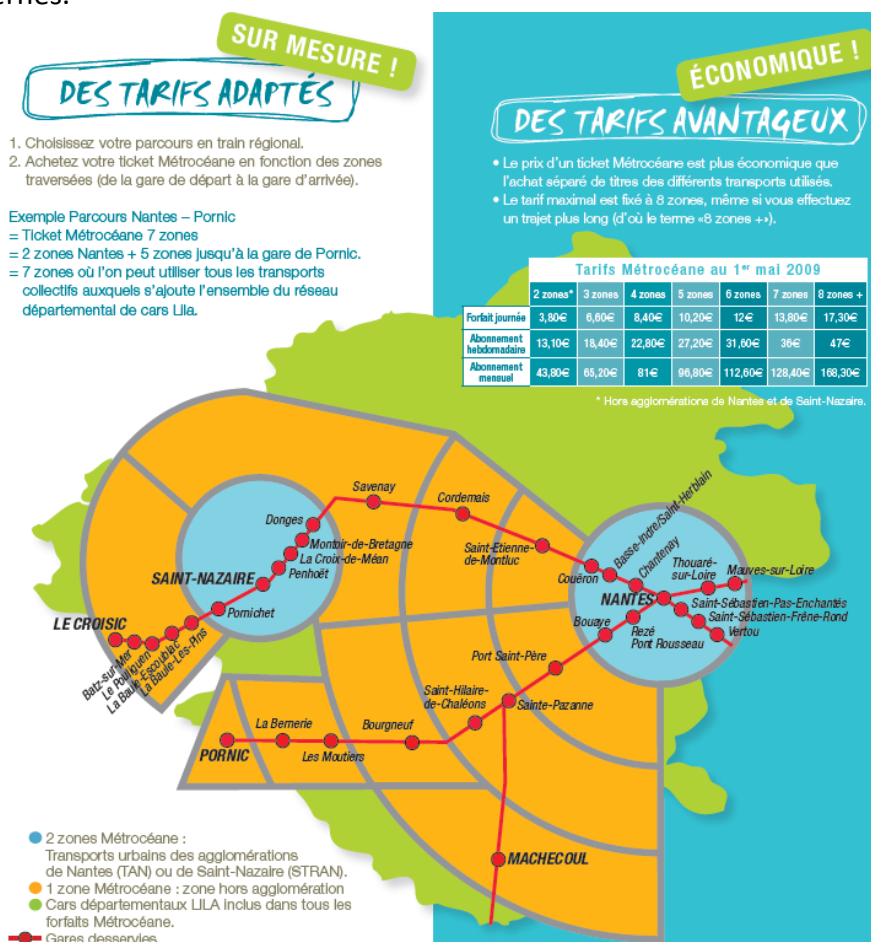 SUR MESURE !
DES TARIFS ADAPTÉS
1. Choisissez votre parcours en train régional.
2. Achetez votre ticket Métrocéane en fonction des zones
traversées (de la gare de départ à la gare d'arrivée).
Exemple Parcours Nantes – Pornic
= Ticket Métrocéane 7 zones
= 2 zones Nantes + 5 zones jusqu'à la gare de Pornic.
= 7 zones où l'on peut utiliser tous les transports
collectifs auxquels s'ajoute l'ensemble du réseau
départemental de cars Lila.
ÉCONOMIQUE !
DES TARIFS AVANTAGEUX
• Le prix d'un ticket Métrocéane est plus économique que
l'achat séparé de titres des différents transports utilisés.
• Le tarif maximal est fixé à 8 zones, même si vous effectuez
un trajet plus long (d'où le terme «8 zones +»).
Tarifs Métrocéane au 1er mai 2009
2 zones* 3 zones 4 zones 5 zones 6 zones 7 zones 8 zones +
Forfait journée 3,80€ 6,60€ 8,40€ 10,20€ 12€ 13,80€ 17,30€
Abonnement
hebdomadaire 13,10€ 18,40€ 22,80€ 27,20€ 31,60€ 36€ 47€
Abonnement
mensuel 43,80€ 65,20€ 81€ 96,80€ 112,60€ 128,40€ 168,30€
* Hors agglomérations de Nantes et de Saint-Nazaire.
Savenay
Cordemais
Donges
Montoir-de-Bretagne
La Croix-de-Méan
Penhoët
SAINT-NAZAIRE
Pornichet
LE CROISIC
Batz-sur-Mer
Le Pouliguen
La Baule-Escoublac
La Baule-Les-Pins
Saint-Etienne-
de-Montluc
Couëron
Basse-Indre/Saint-Herblain
Chantenay
Thouaré-
sur-Loire
Mauves-sur-Loire
NANTES
Saint-Sébastien-Pas-Enchantés
Saint-Sébastien-Frêne-Rond
Vertou
Bouaye
Rezé
Pont Rousseau
Port Saint-Père
Saint-Hilaire-
de-Chaléons
Sainte-Pazanne
La Bernerie
Bourgneuf
PORNIC
Les Moutiers
MACHECOUL
2 zones Métrocéane :
Transports urbains des agglomérations
de Nantes (TAN) ou de Saint-Nazaire (STRAN).
1 zone Métrocéane : zone hors agglomération
Cars départementaux LILA inclus dans tous les
forfaits Métrocéane.
Gares desservies